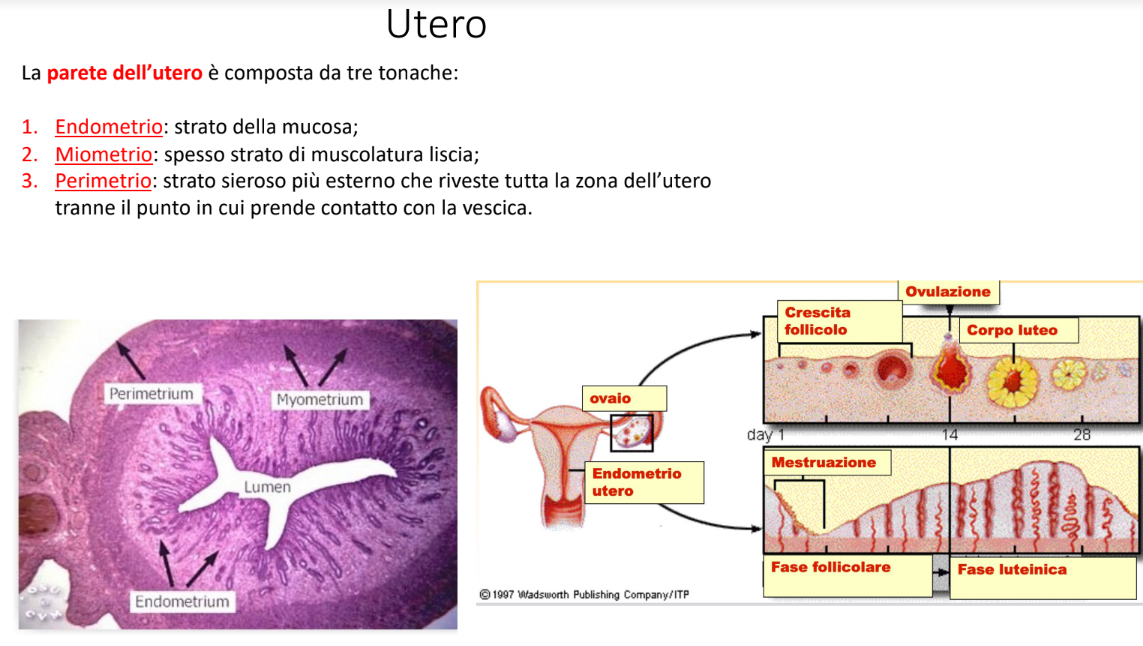 Utero
La parete dell’utero è composta da tre tonache:
1. Endometrio: strato della mucosa;
2. Miometrio: spesso strato di muscolatura liscia;
3. Perimetrio: strato sieroso più esterno che riveste tutta la zona dell’utero
tranne il punto in cui prende contatto con la vescica.
Perimetrium
Myometrium
Lumen
Endometrium
Ovulazione
Crescita
follicolo
Corpo luteo
ovaio
day 1
14
28
Mestruazione
Endometrio
utero
Fase follicolare
Fase luteinica
©1997 Wadsworth Publishing Company/ITP